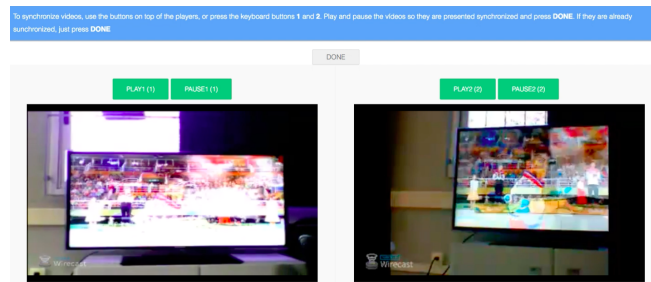 To synchronize videos, use the buttons on top of the players, or press the keyboard buttons 1 and 2. Play and pause the videos so they are presented synchronized and press DONE. If they are already
sunchronized, just press DONE
DONE
PLAY1 (1) PAUSE1 (1) PLAY2 (2) PAUSE2 (2)
Wirecast
Wirecast